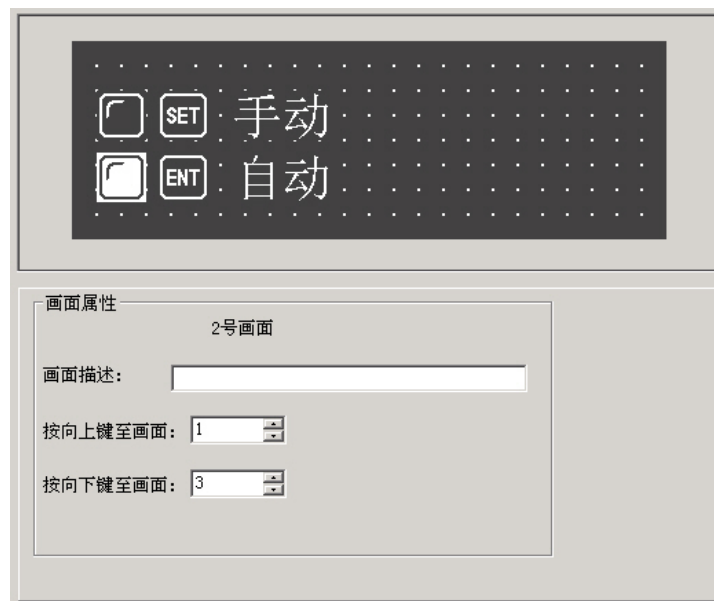 SET 手动
ENT 自动
画面属性
2号画面
画面描述：
按向上键至画面： 1
按向下键至画面： 3